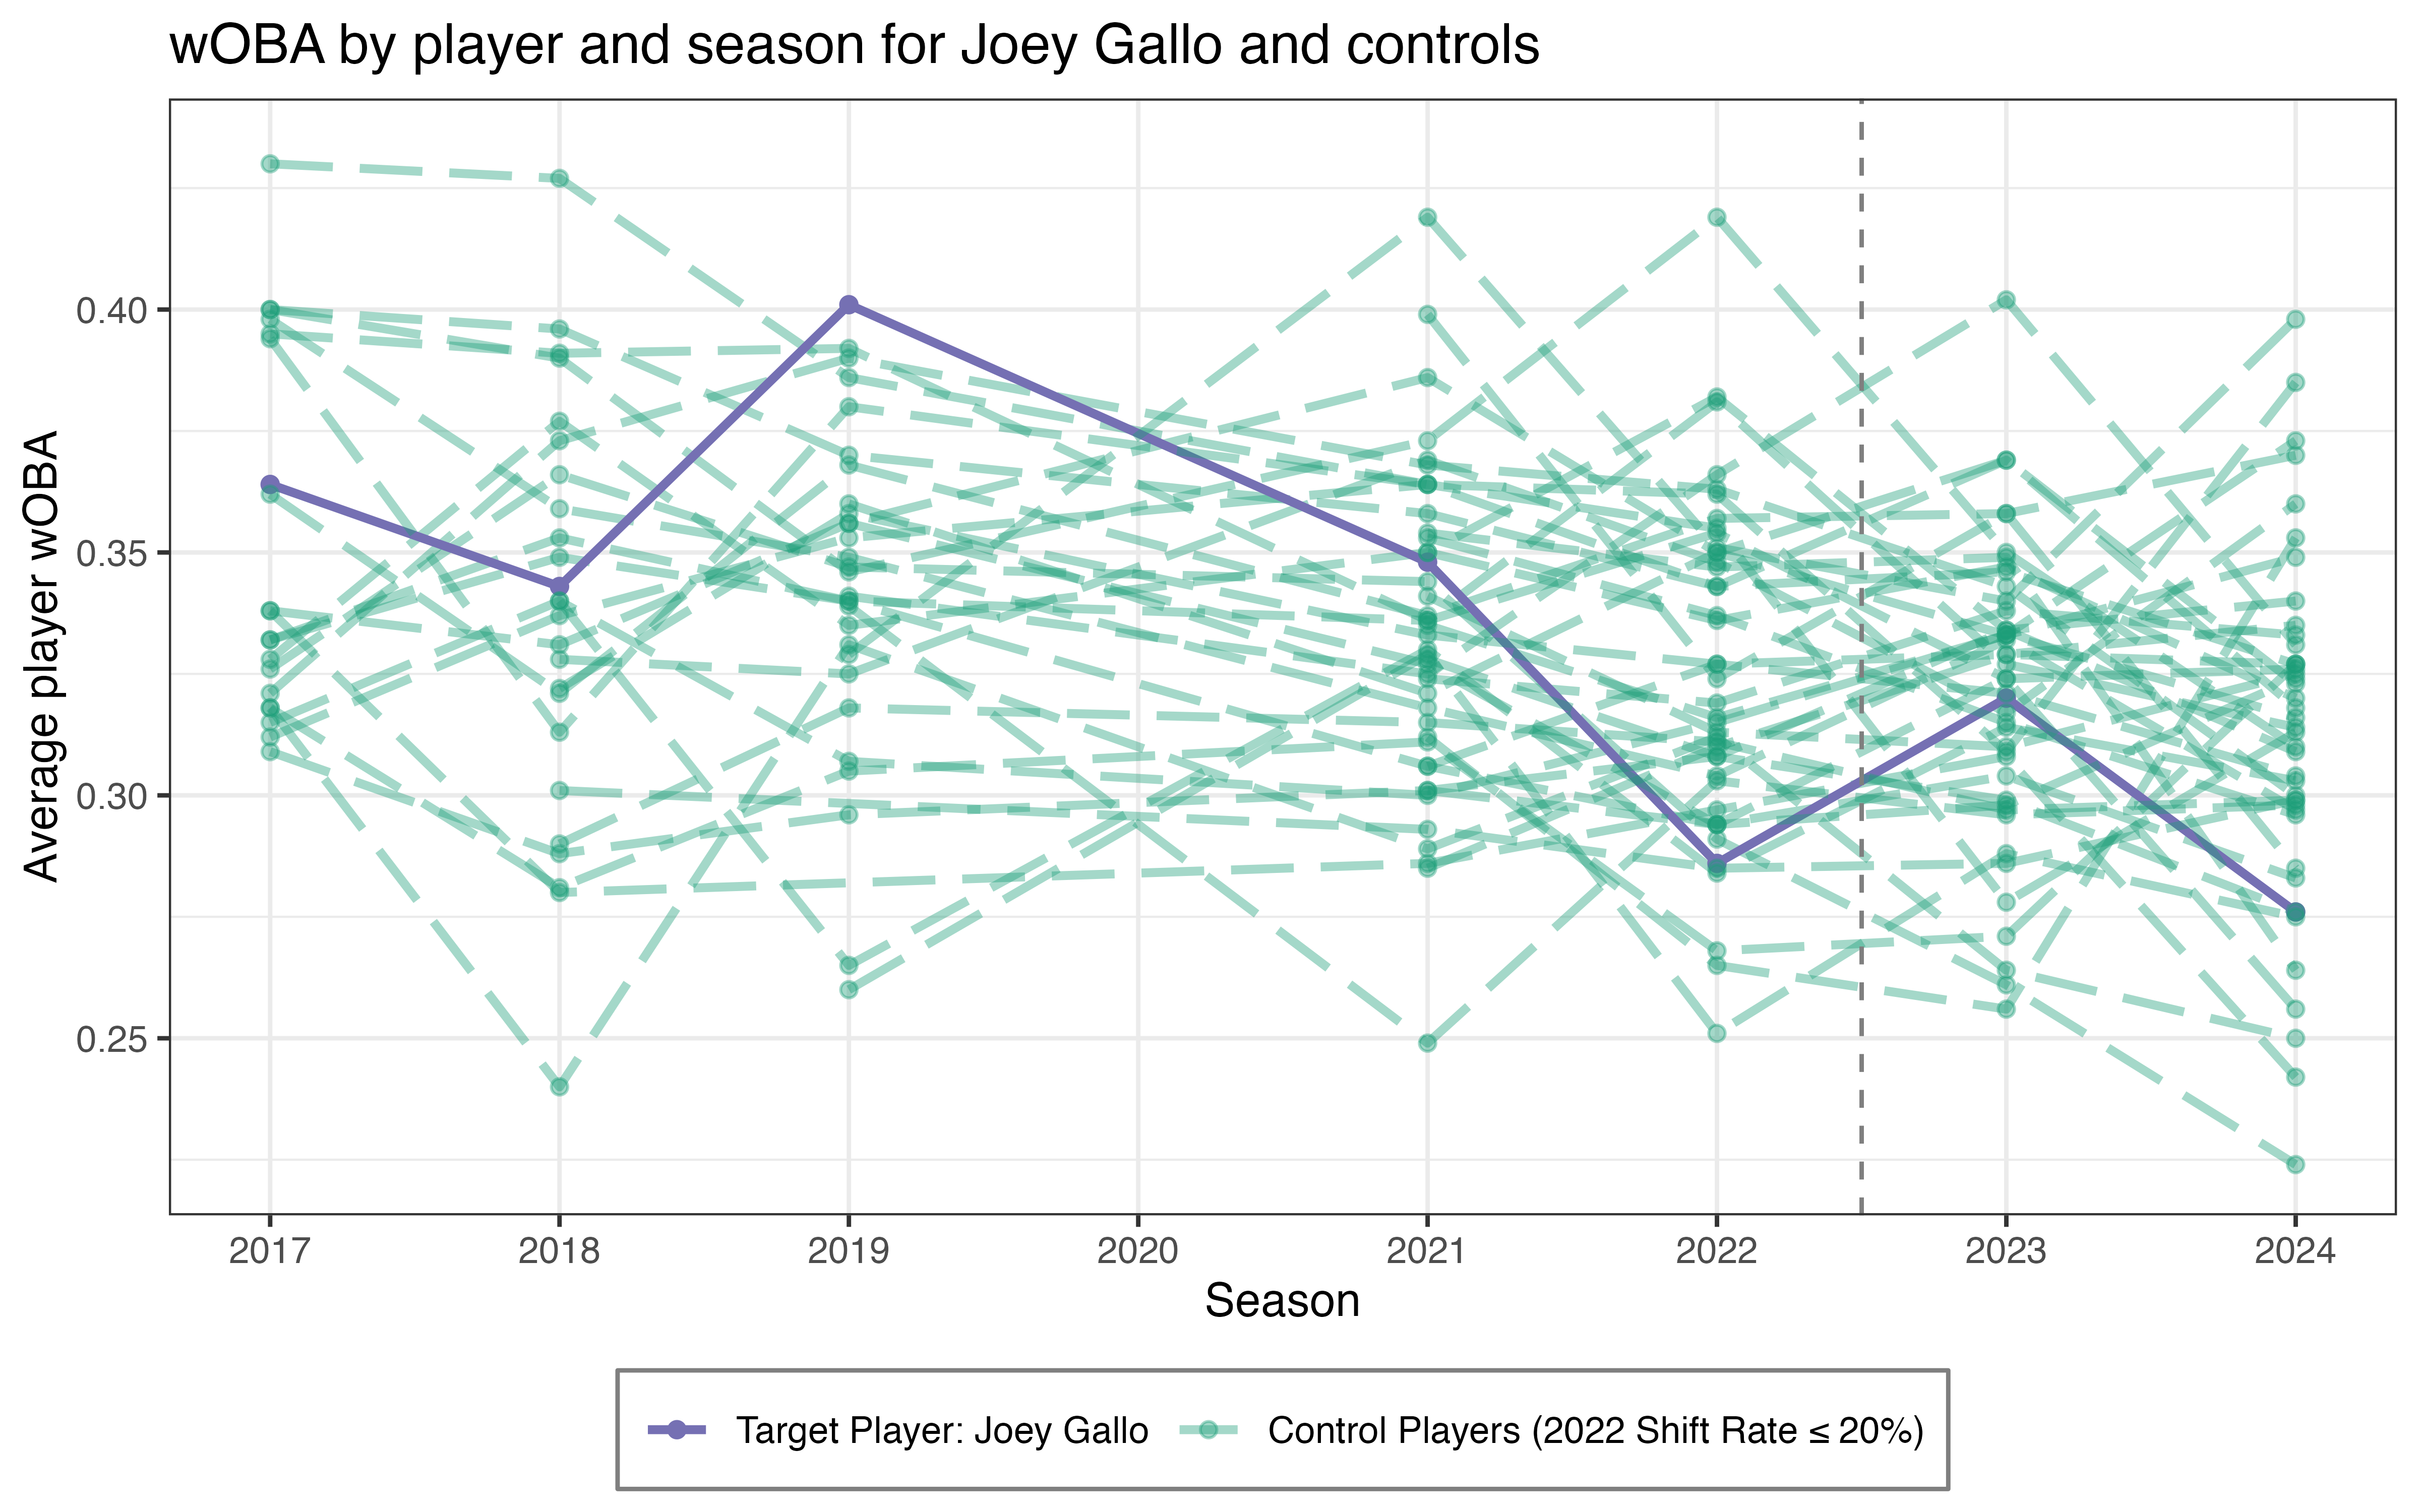 wOBA by player and season for Joey Gallo and controls
Average player wOBA
0.40
0.35
0.30
0.25
2017 2018 2019 2020 2021 2022 2023 2024
Season
Target Player: Joey Gallo Control Players (2022 Shift Rate ≤ 20%)